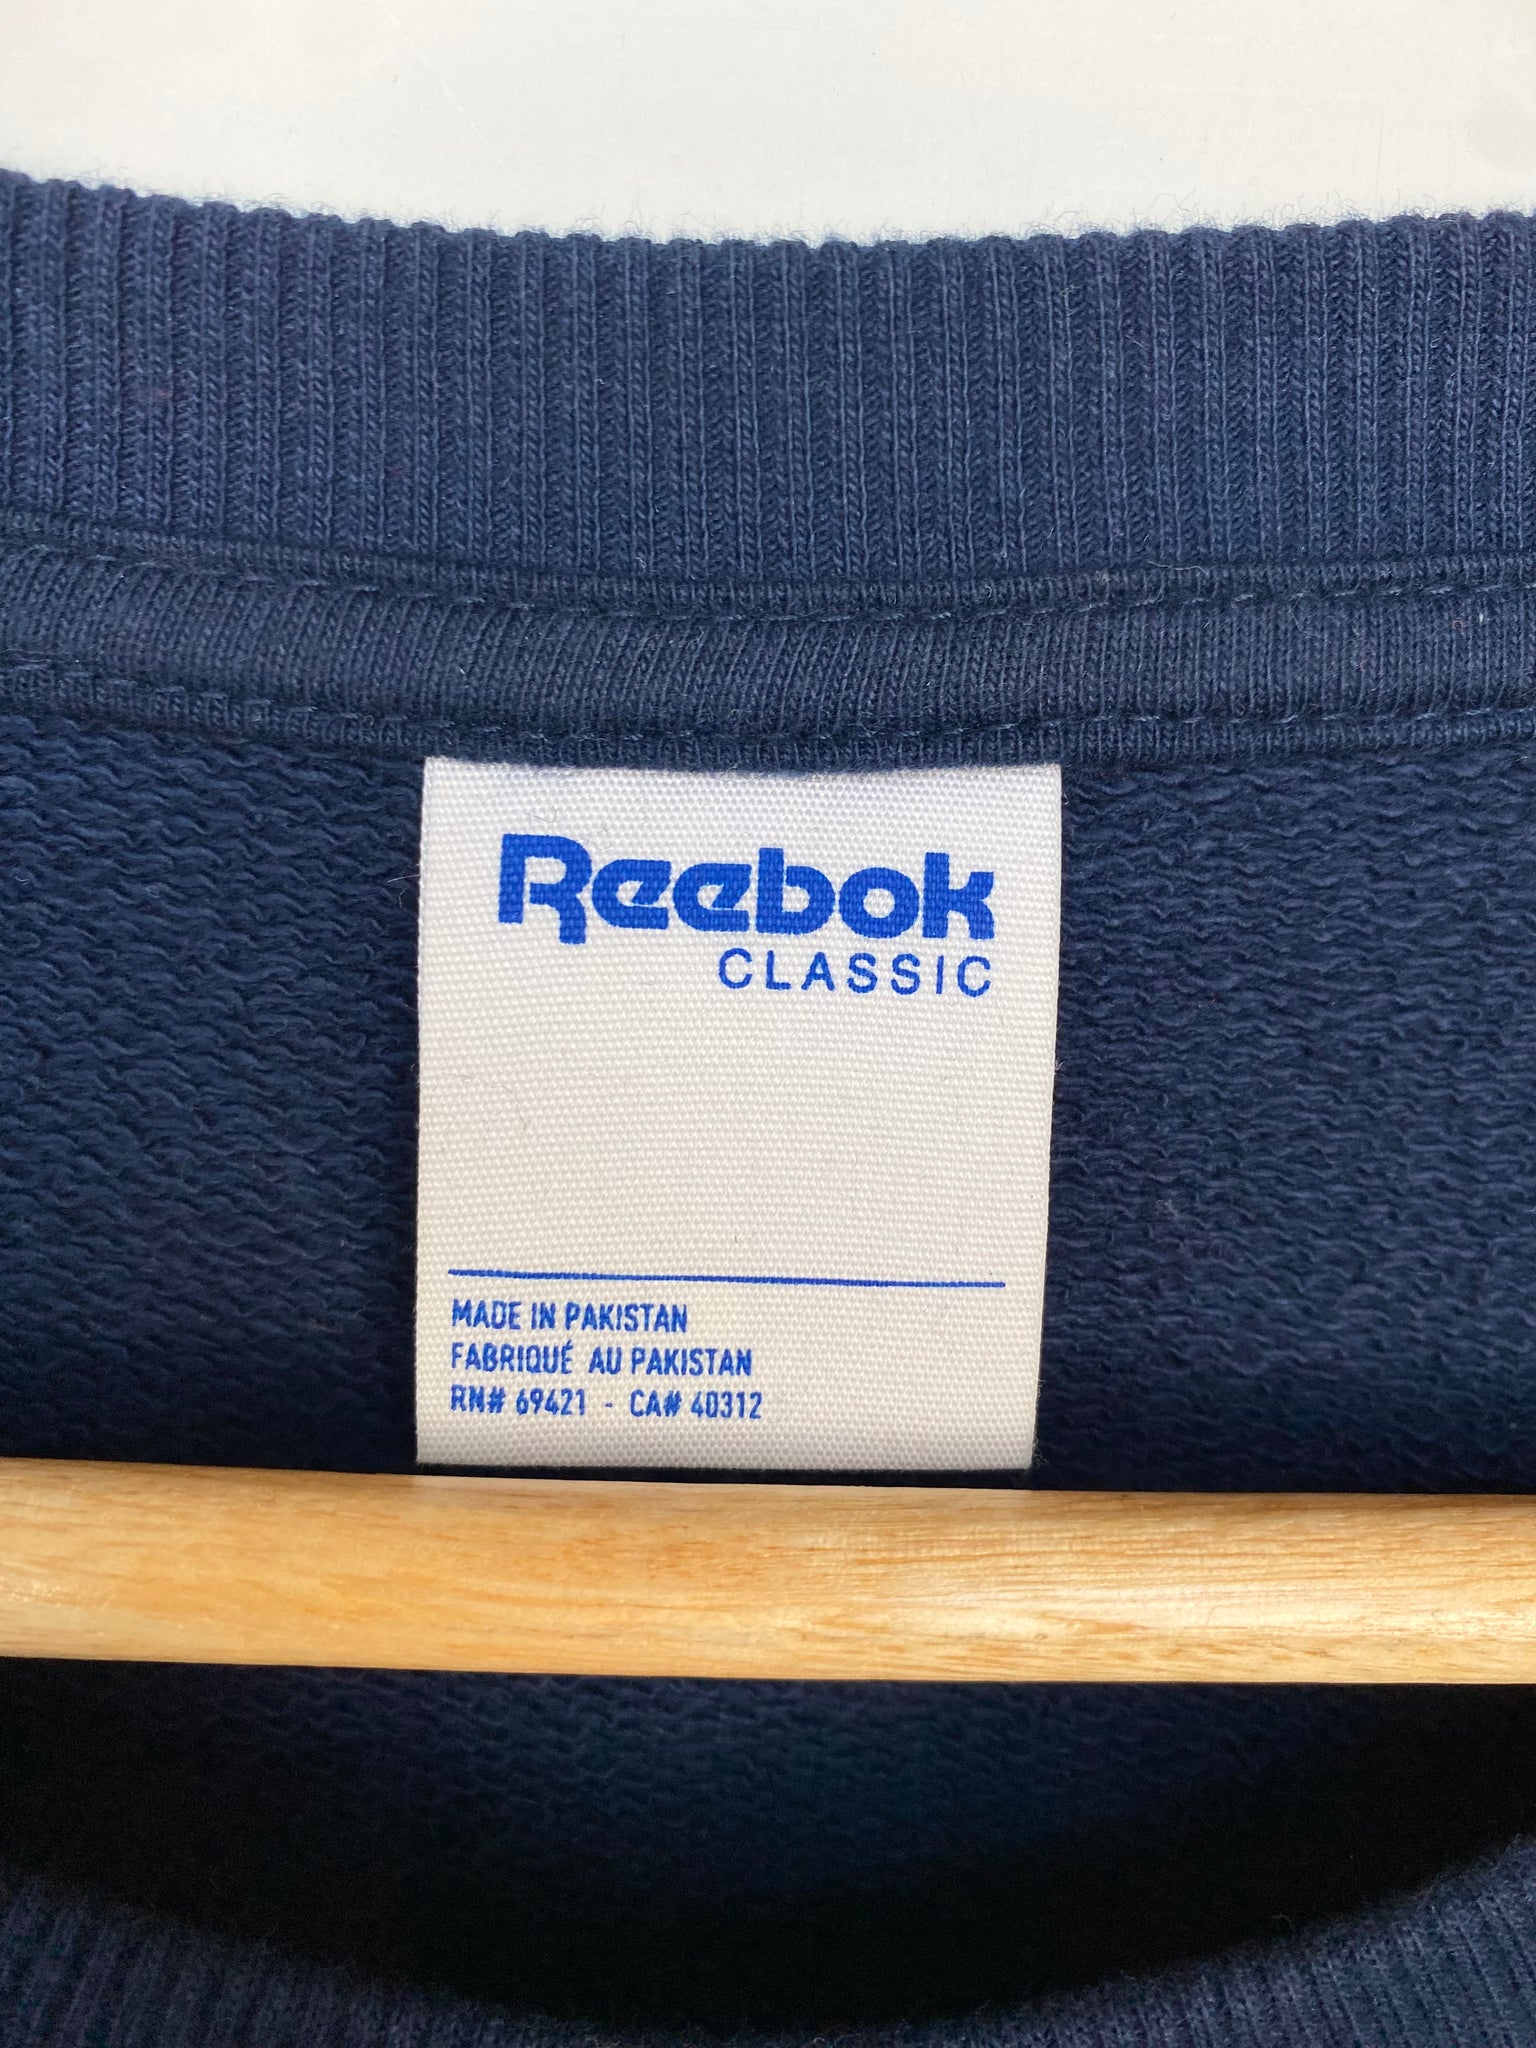 Reebok
CLASSIC
MADE IN PAKISTAN
FABRIQUÉ AU PAKISTAN
RN# 69421 - CA# 40312